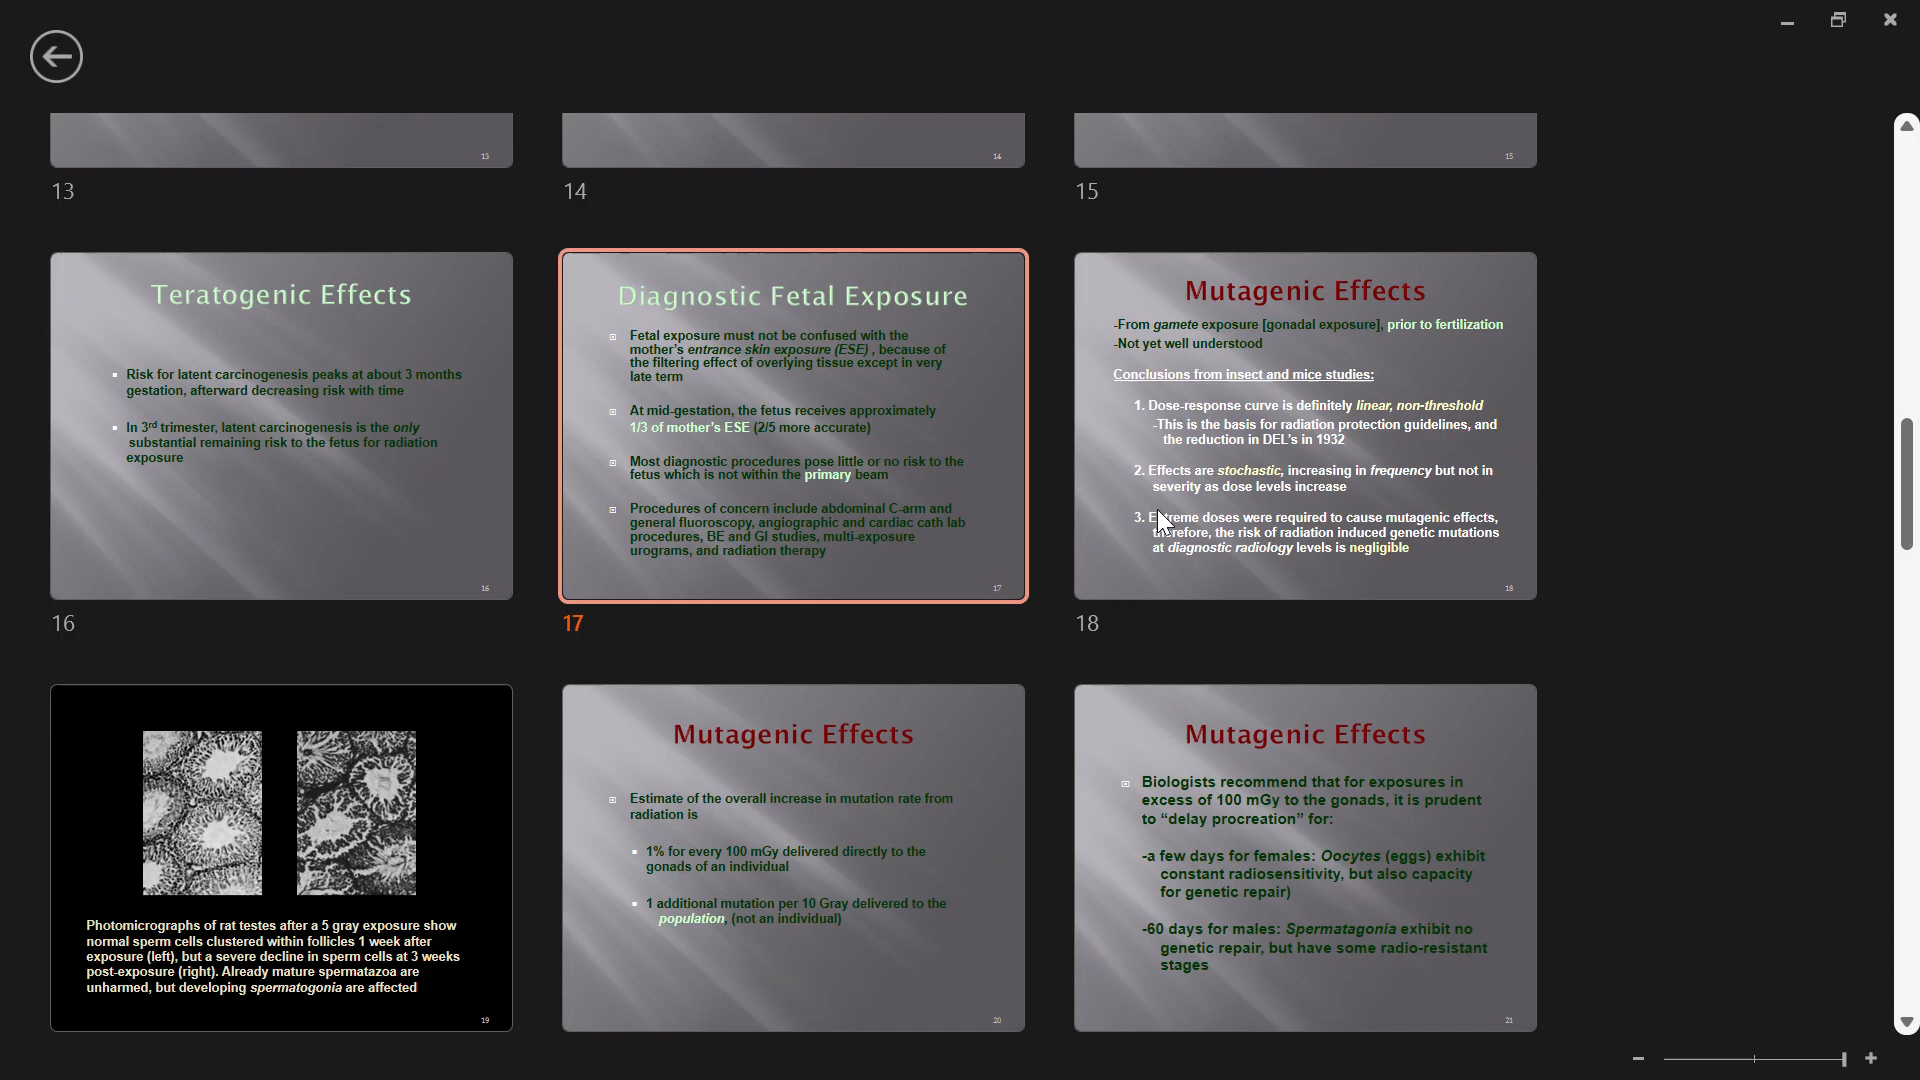 13
14
15
13
14
15
Teratogenic Effects
Risk for latent carcinogenesis peaks at about 3 months
gestation, afterward decreasing risk with time
In 3rd trimester, latent carcinogenesis is the only
substantial remaining risk to the fetus for radiation
exposure
16
16
Diagnostic Fetal Exposure
Fetal exposure must not be confused with the
mother's entrance skin exposure (ESE) , because of
the filtering effect of overlying tissue except in very
late term
At mid-gestation, the fetus receives approximately
1/3 of mother's ESE (2/5 more accurate)
Most diagnostic procedures pose little or no risk to the
fetus which is not within the primary beam
Procedures of concern include abdominal C-arm and
general fluoroscopy, angiographic and cardiac cath lab
procedures, BE and GI studies, multi-exposure
urograms, and radiation therapy
17
17
Mutagenic Effects
-From gamete exposure [gonadal exposure], prior to fertilization
-Not yet well understood
Conclusions from insect and mice studies:
1. Dose-response curve is definitely linear, non-threshold
-This is the basis for radiation protection guidelines, and
the reduction in DEL's in 1932
2. Effects are stochastic, increasing in frequency but not in
severity as dose levels increase
3. Extreme doses were required to cause mutagenic effects,
therefore, the risk of radiation induced genetic mutations
at diagnostic radiology levels is negligible
18
18
Photomicrographs of rat testes after a 5 gray exposure show
normal sperm cells clustered within follicles 1 week after
exposure (left), but a severe decline in sperm cells at 3 weeks
post-exposure (right). Already mature spermatazoa are
unharmed, but developing spermatogonia are affected
19
Mutagenic Effects
Estimate of the overall increase in mutation rate from
radiation is
1% for every 100 mGy delivered directly to the
gonads of an individual
1 additional mutation per 10 Gray delivered to the
population, (not an individual)
20
Mutagenic Effects
Biologists recommend that for exposures in
excess of 100 mGy to the gonads, it is prudent
to “delay procreation” for:
-a few days for females: Oocytes (eggs) exhibit
constant radiosensitivity, but also capacity
for genetic repair)
-60 days for males: Spermatagonia exhibit no
genetic repair, but have some radio-resistant
stages
21